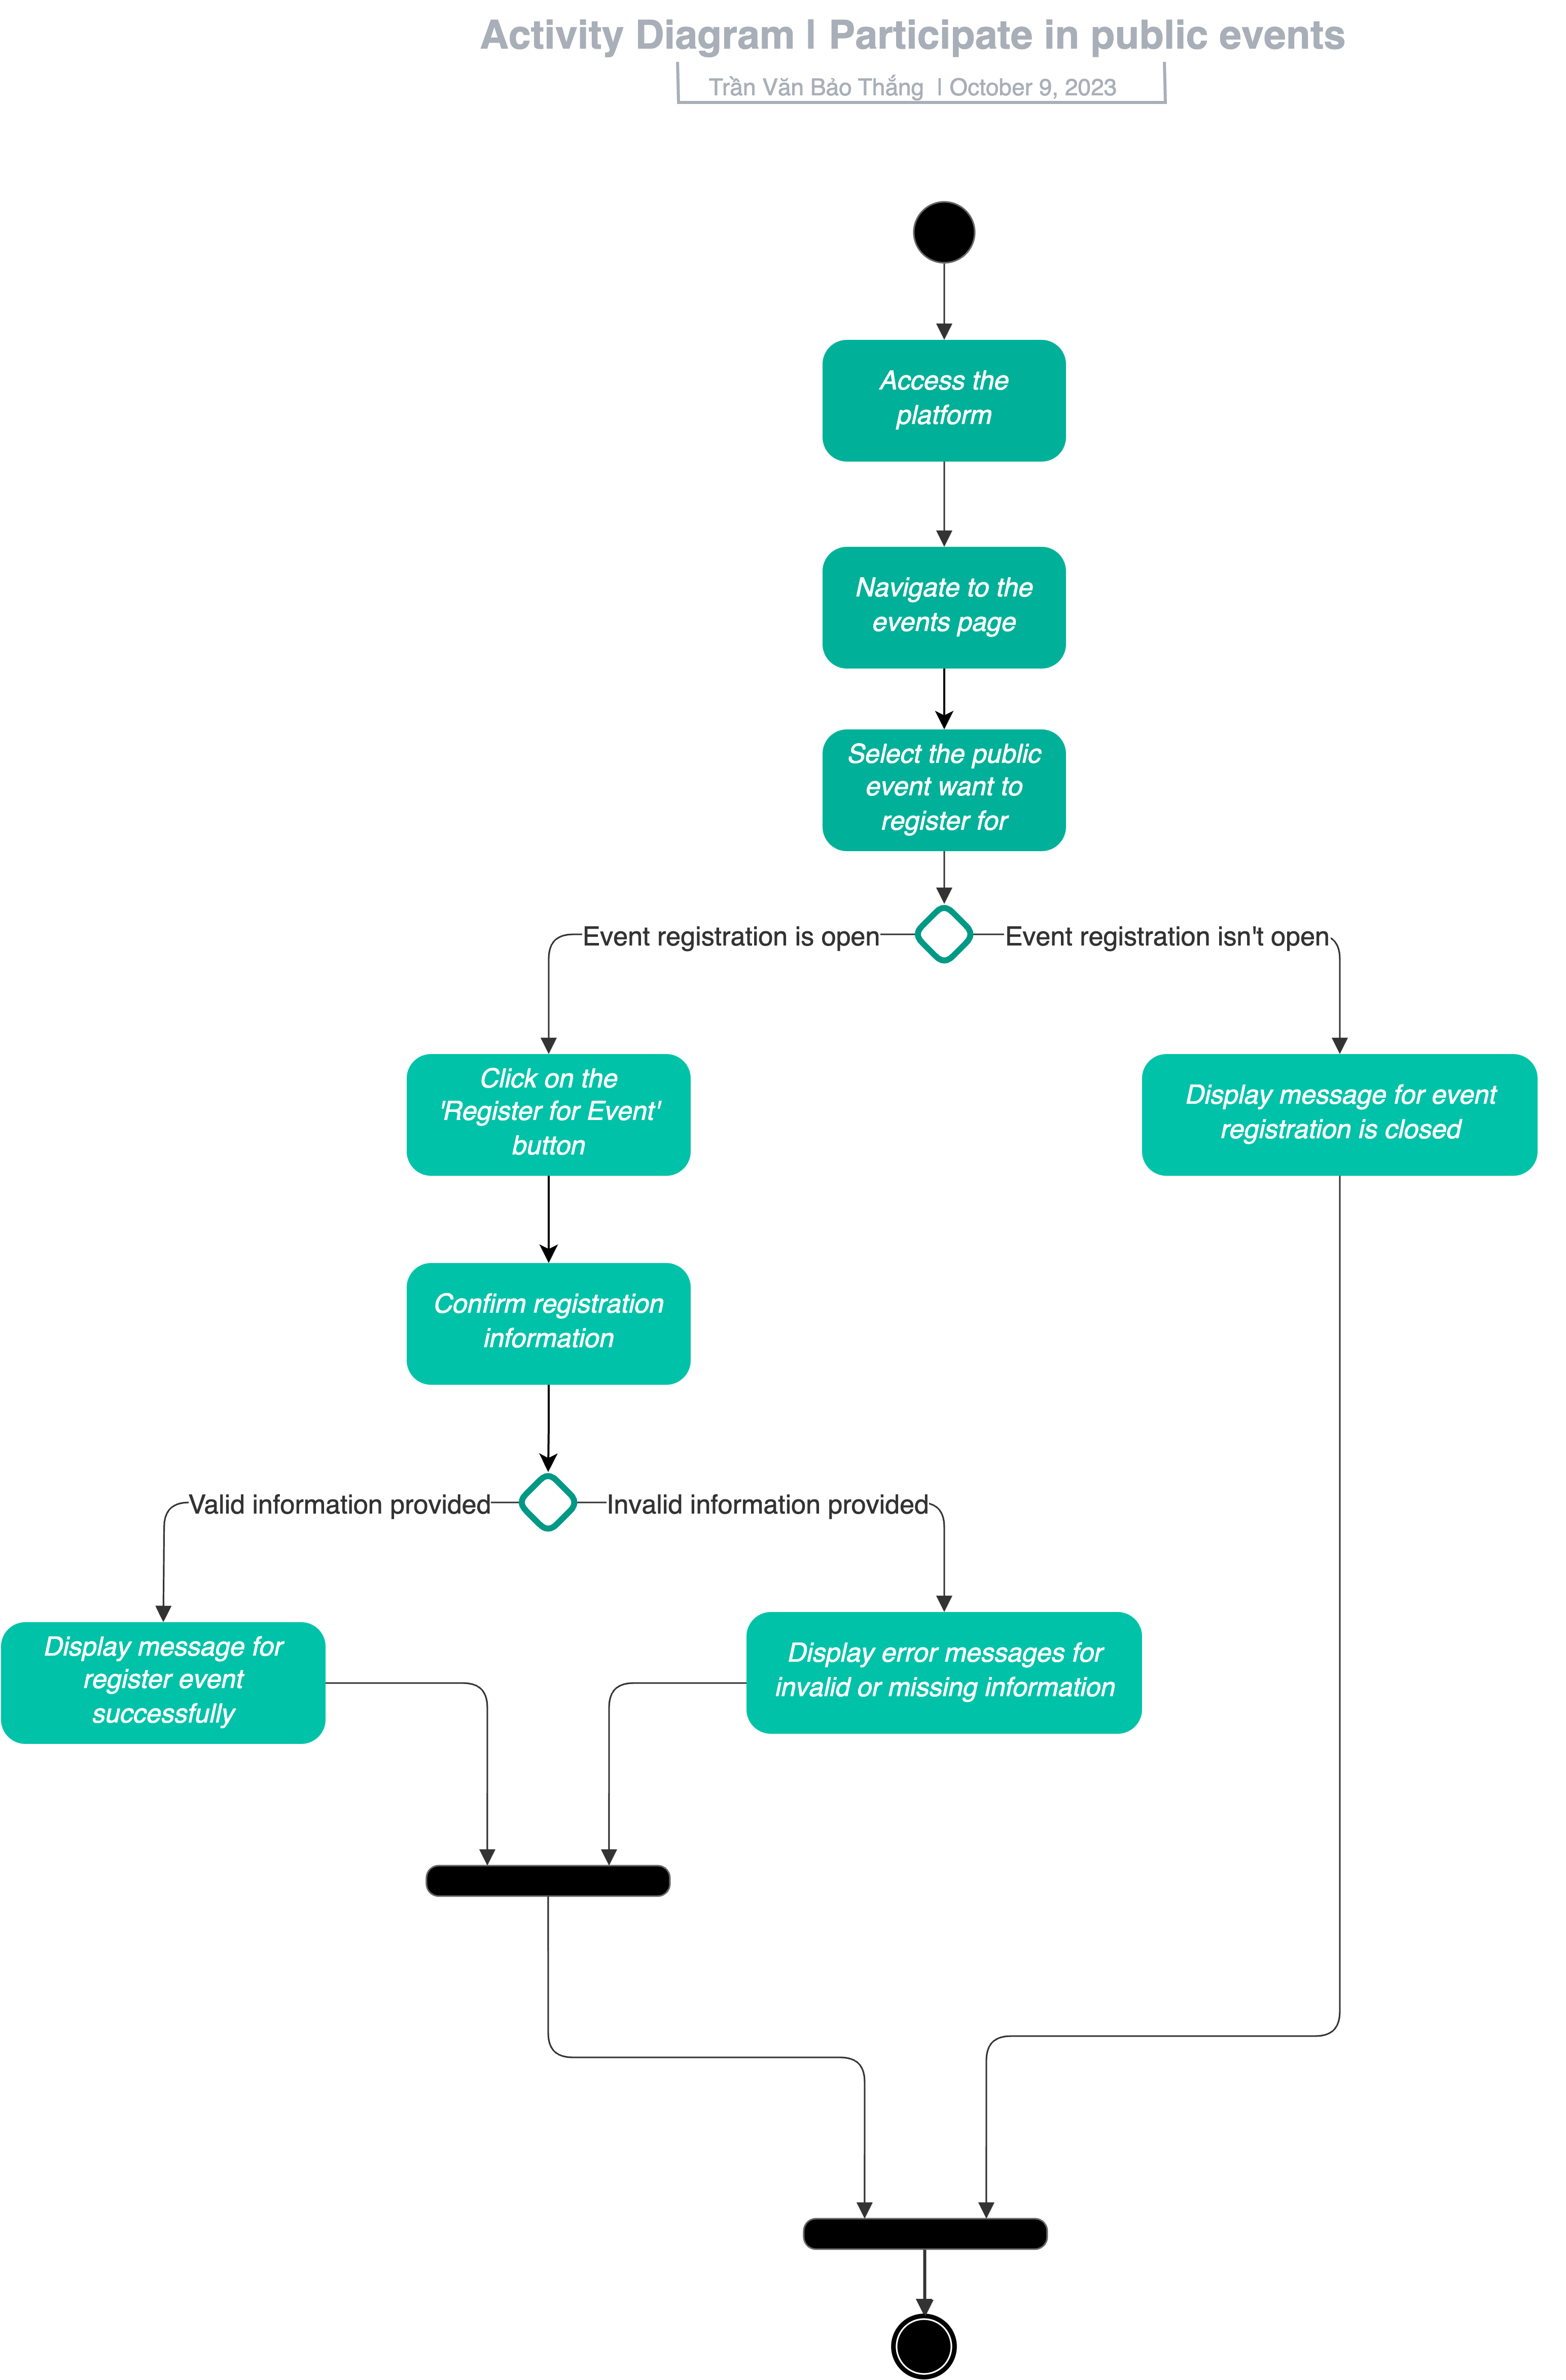 Activity Diagram | Participate in public events
Trần Văn Bảo Thắng | October 9, 2023
Access the
platform
Navigate to the
events page
Select the public
event want to
register for
Event registration is open
Event registration isn't open
Click on the
'Register for Event'
button
Display message for event
registration is closed
Confirm registration
information
Valid information provided
Invalid information provided
Display message for
register event
successfully
Display error messages for
invalid or missing information